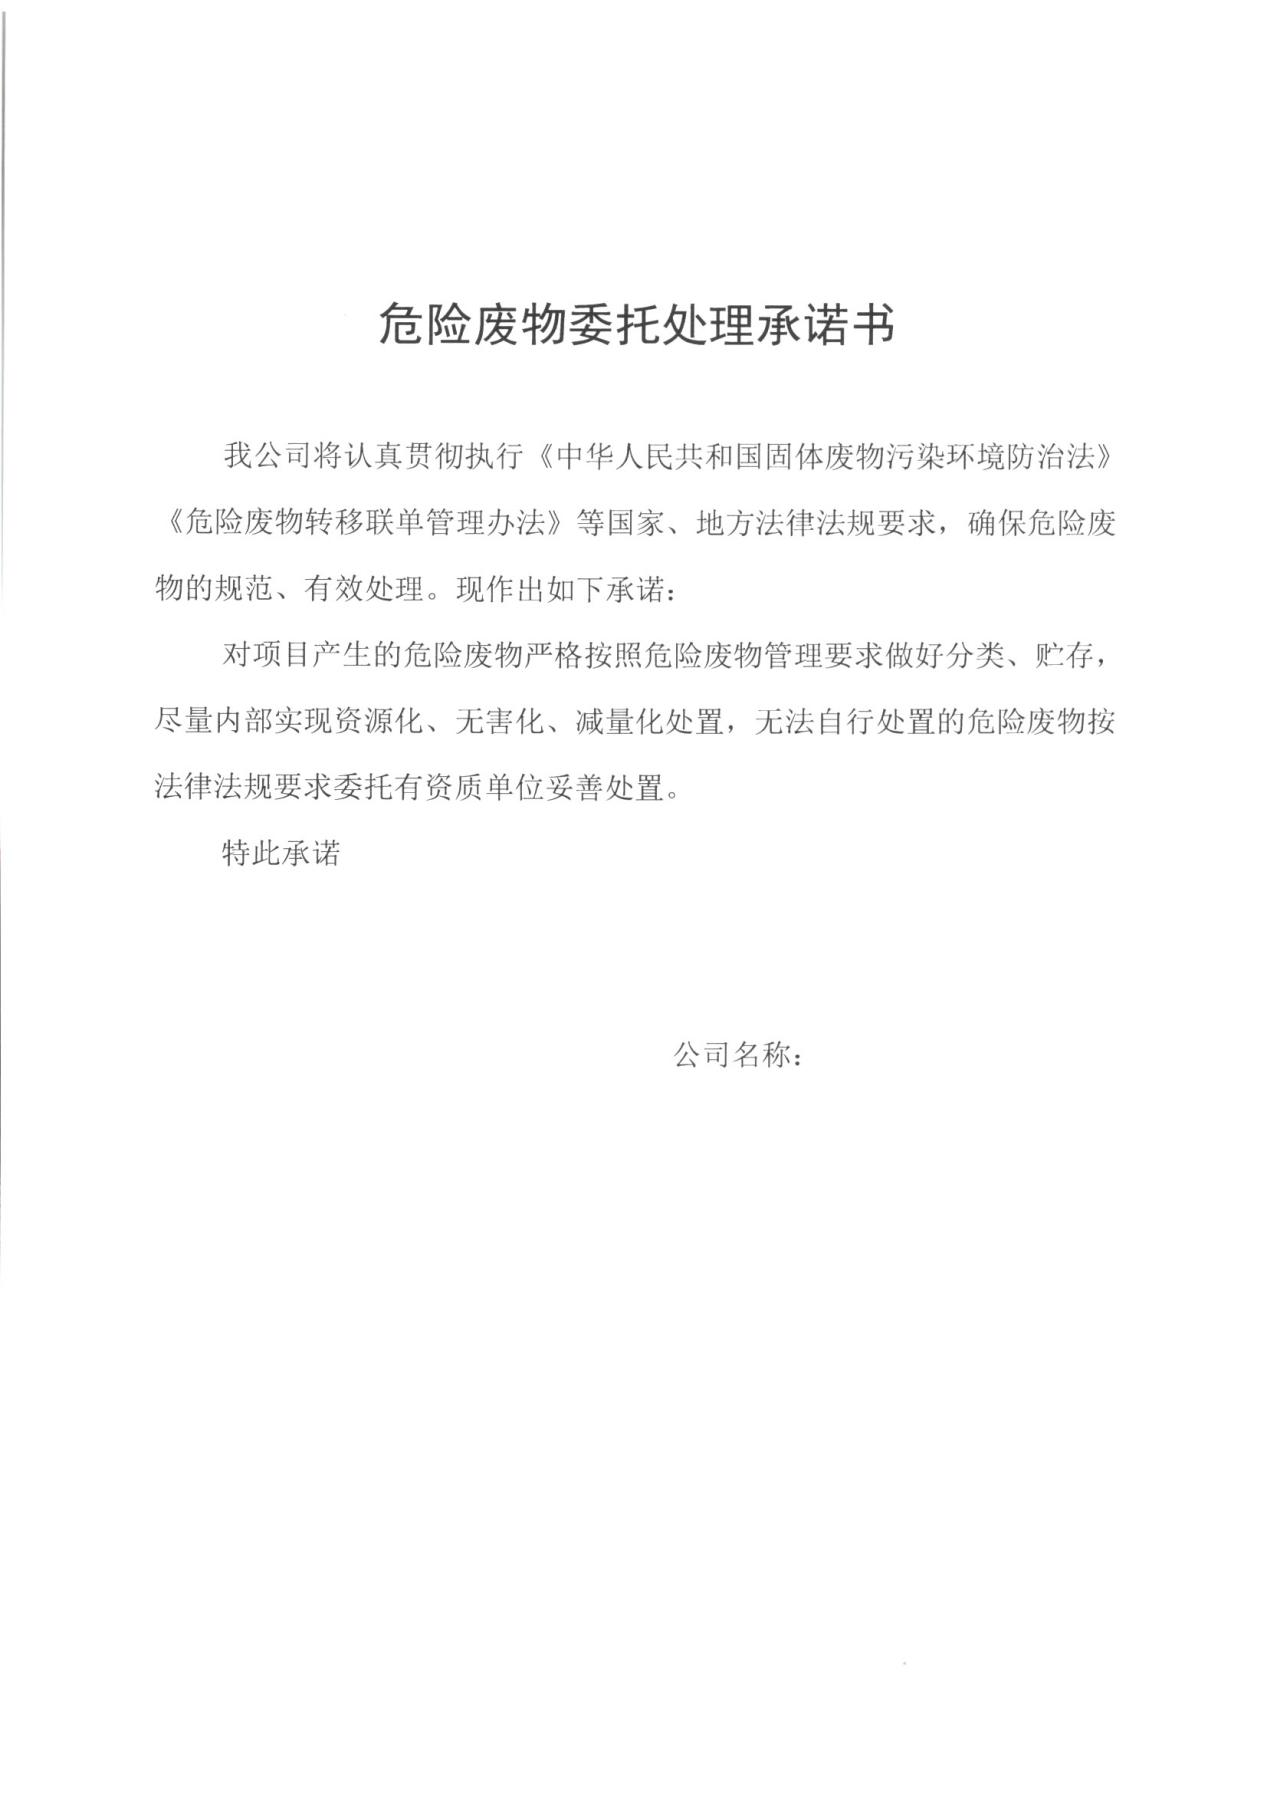 危险废物委托处理承诺书
我公司将认真贯彻执行《中华人民共和国固体废物污染环境防治法》
《危险废物转移联单管理办法》等国家、地方法律法规要求，确保危险废
物的规范、有效处理。现作出如下承诺：
对项目产生的危险废物严格按照危险废物管理要求做好分类、贮存，
尽量内部实现资源化、无害化、减量化处置，无法自行处置的危险废物按
法律法规要求委托有资质单位妥善处置。
特此承诺
公司名称：